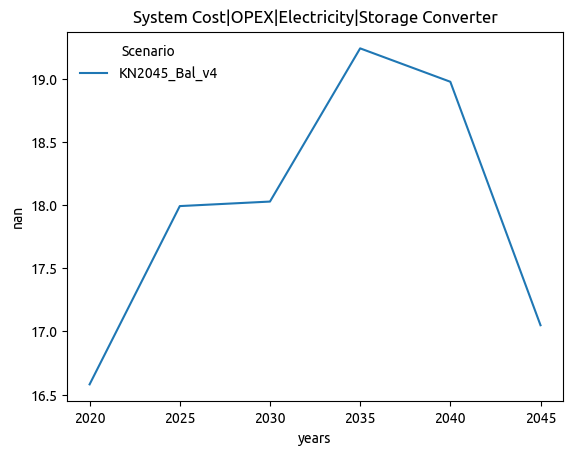 System Cost|OPEX|Electricity|Storage Converter
Scenario
KN2045_Bal_v4
19.0
18.5
18.0
17.5
17.0
16.5
nan
2020 2025 2030 2035 2040 2045
years